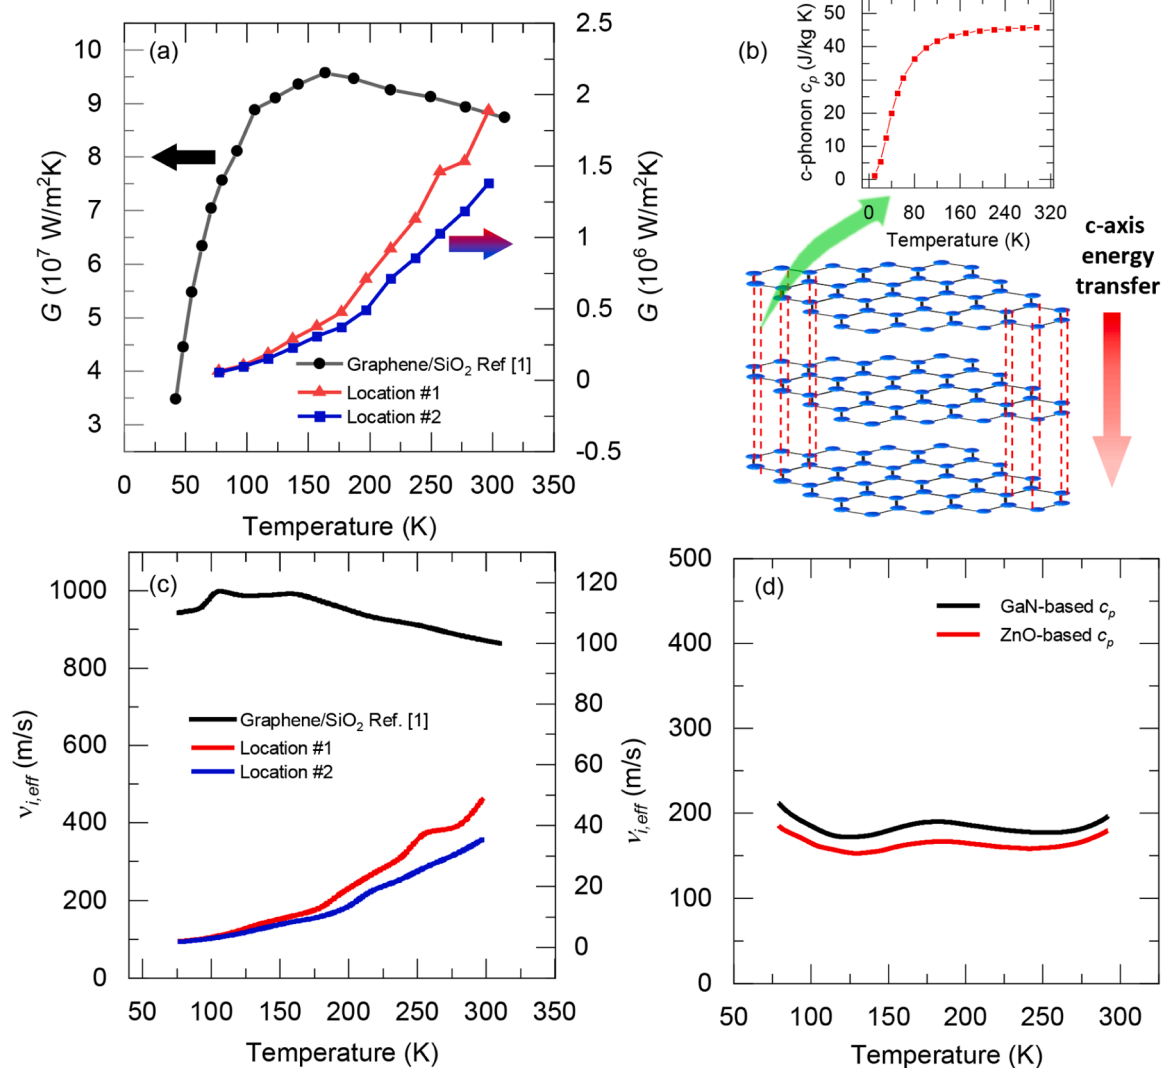 (a)
10
9
8
7
6
5
4
3
G (10⁷ W/m²K)
2.5
2
1.5
1
0.5
0
-0.5
G (10⁶ W/m²K)
Graphene/SiO₂ Ref [1]
Location #1
Location #2
0 50 100 150 200 250 300 350
Temperature (K)
(b)
50
40
30
20
10
0
c-phonon cₚ (J/kg K)
0 80 160 240 320
Temperature (K)
c-axis
energy
transfer
(c)
1000
800
600
400
200
0
νi,eff (m/s)
120
100
80
60
40
20
0
νi,eff (m/s)
Graphene/SiO₂ Ref. [1]
Location #1
Location #2
50 100 150 200 250 300 350
Temperature (K)
(d)
500
400
300
200
100
0
GaN-based cₚ
ZnO-based cₚ
50 100 150 200 250 300
Temperature (K)